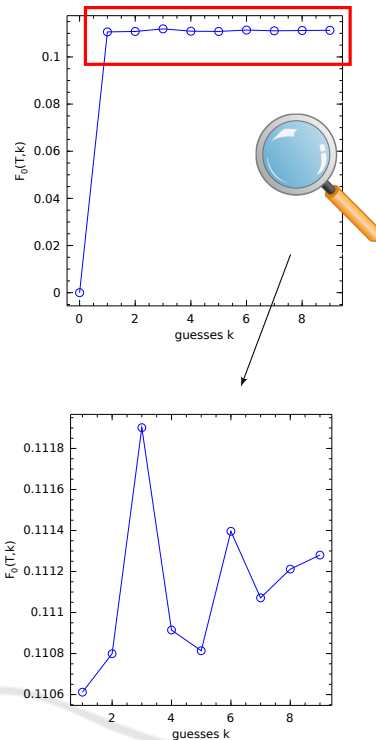 0.1
0.08
0.06
0.04
0.02
0
F0(T,k)
0 2 4 6 8
guesses k
0.1118
0.1116
0.1114
0.1112
0.111
0.1108
0.1106
F0(T,k)
2 4 6 8
guesses k